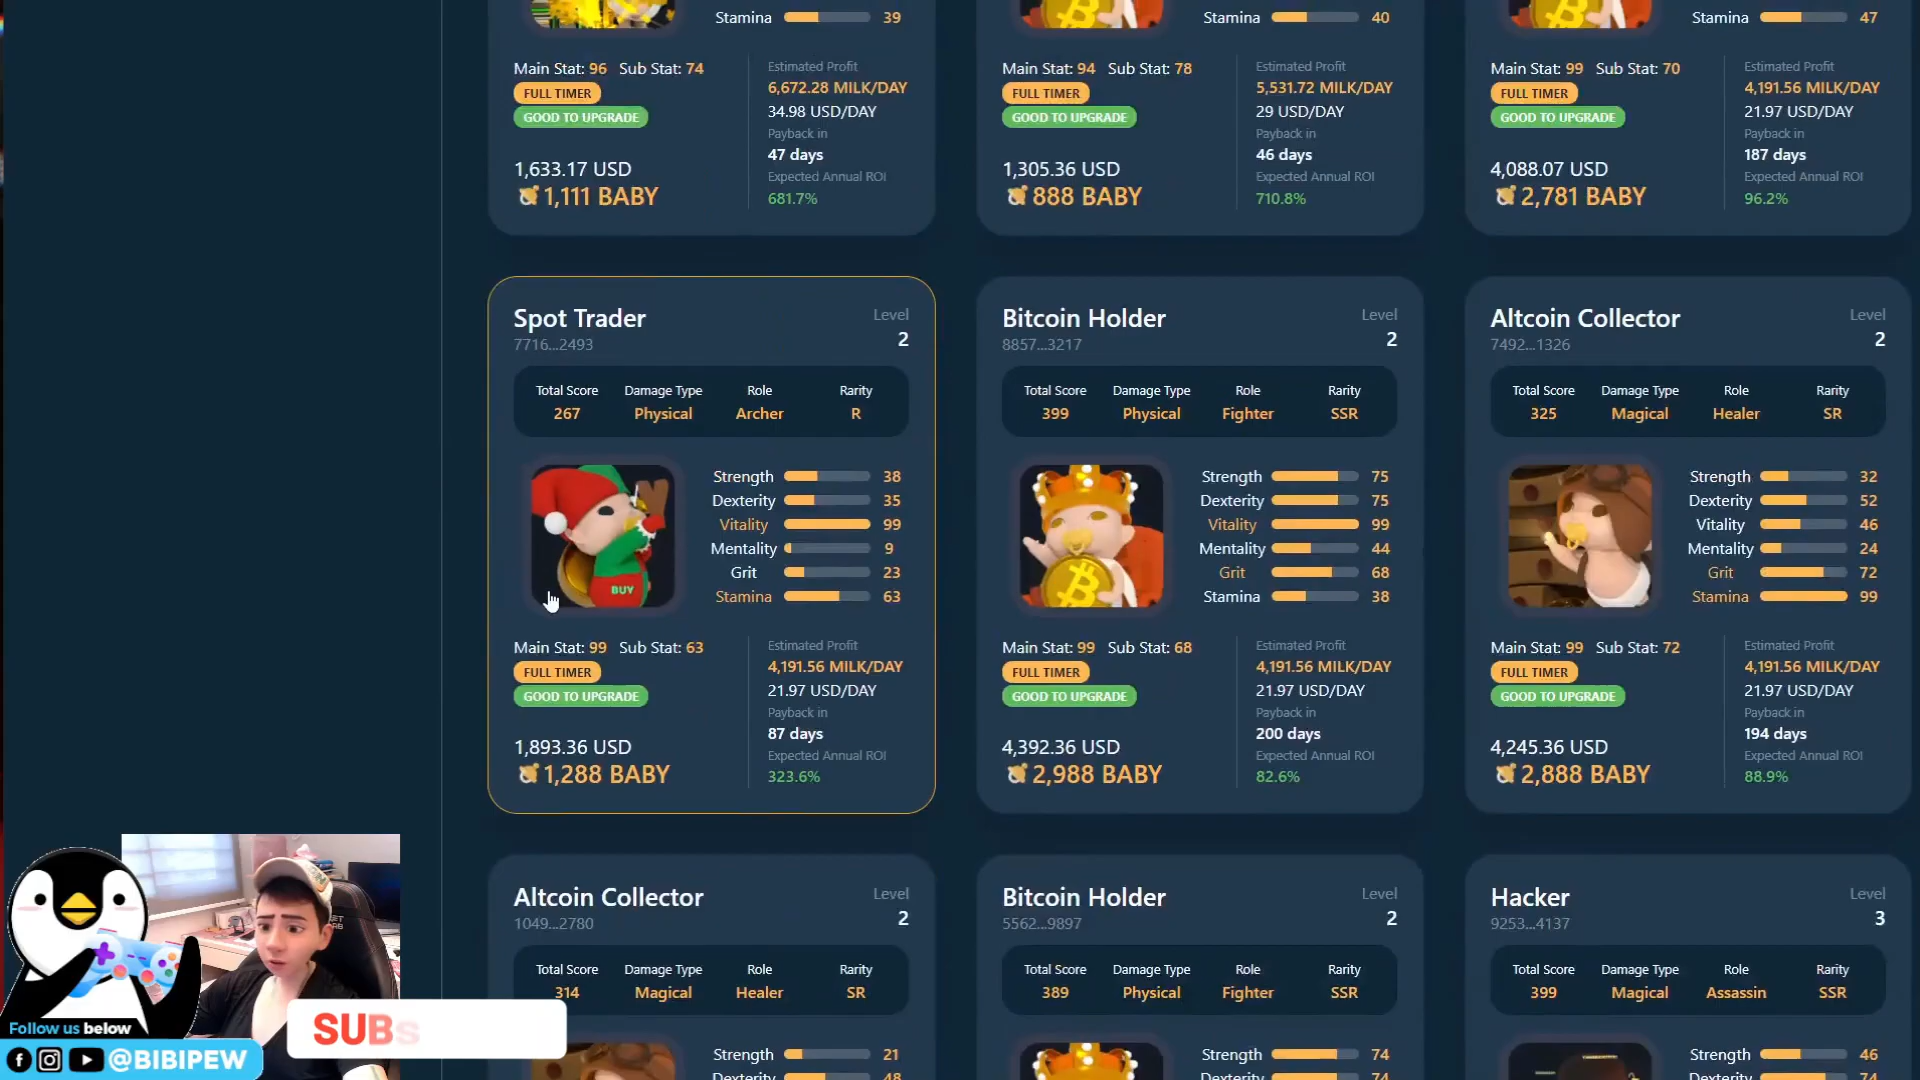 Stamina 39
Main Stat: 96 Sub Stat: 74
FULL TIMER
GOOD TO UPGRADE
1,633.17 USD
1,111 BABY
Estimated Profit
6,672.28 MILK/DAY
34.98 USD/DAY
Payback in
47 days
Expected Annual ROI
681.7%
Stamina 40
Main Stat: 94 Sub Stat: 78
FULL TIMER
GOOD TO UPGRADE
1,305.36 USD
888 BABY
Estimated Profit
5,531.72 MILK/DAY
29 USD/DAY
Payback in
46 days
Expected Annual ROI
710.8%
Stamina 47
Main Stat: 99 Sub Stat: 70
FULL TIMER
GOOD TO UPGRADE
4,088.07 USD
2,781 BABY
Estimated Profit
4,191.56 MILK/DAY
21.97 USD/DAY
Payback in
187 days
Expected Annual ROI
96.2%
Spot Trader Level
7716...2493 2
Total Score Damage Type Role Rarity
267 Physical Archer R
Strength 38
Dexterity 35
Vitality 99
Mentality 9
Grit 23
Stamina 63
BUY
Main Stat: 99 Sub Stat: 63
FULL TIMER
GOOD TO UPGRADE
1,893.36 USD
1,288 BABY
Estimated Profit
4,191.56 MILK/DAY
21.97 USD/DAY
Payback in
87 days
Expected Annual ROI
323.6%
Bitcoin Holder Level
8857...3217 2
Total Score Damage Type Role Rarity
399 Physical Fighter SSR
Strength 75
Dexterity 75
Vitality 99
Mentality 44
Grit 68
Stamina 38
Main Stat: 99 Sub Stat: 68
FULL TIMER
GOOD TO UPGRADE
4,392.36 USD
2,988 BABY
Estimated Profit
4,191.56 MILK/DAY
21.97 USD/DAY
Payback in
200 days
Expected Annual ROI
82.6%
Altcoin Collector Level
7492...1326 2
Total Score Damage Type Role Rarity
325 Magical Healer SR
Strength 32
Dexterity 52
Vitality 46
Mentality 24
Grit 72
Stamina 99
Main Stat: 99 Sub Stat: 72
FULL TIMER
GOOD TO UPGRADE
4,245.36 USD
2,888 BABY
Estimated Profit
4,191.56 MILK/DAY
21.97 USD/DAY
Payback in
194 days
Expected Annual ROI
88.9%
Altcoin Collector Level
1049...2780 2
Total Score Damage Type Role Rarity
314 Magical Healer SR
Strength 21
Dexterity 48
Bitcoin Holder Level
5562...9897 2
Total Score Damage Type Role Rarity
389 Physical Fighter SSR
Strength 74
Dexterity 74
Hacker Level
9253...4137 3
Total Score Damage Type Role Rarity
399 Magical Assassin SSR
Strength 46
Dexterity 74
Follow us below
@BIBIPEW
SUBs